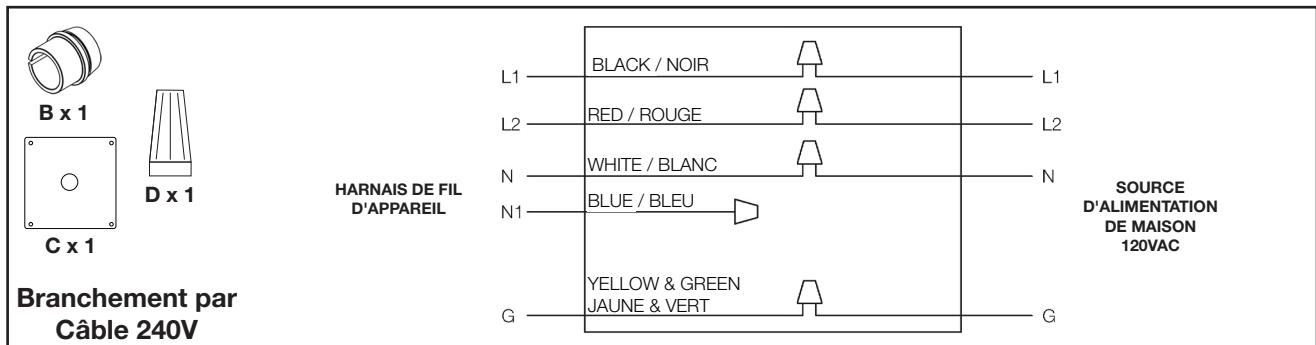 B x 1
C x 1
D x 1
Branchement par
Câble 240V
HARNAIS DE FIL
D'APPAREIL
L1
BLACK / NOIR
L1
L2
RED / ROUGE
L2
N
WHITE / BLANC
N
N1
BLUE / BLEU
YELLOW & GREEN
JAUNE & VERT
G
G
SOURCE
D'ALIMENTATION
DE MAISON
120VAC